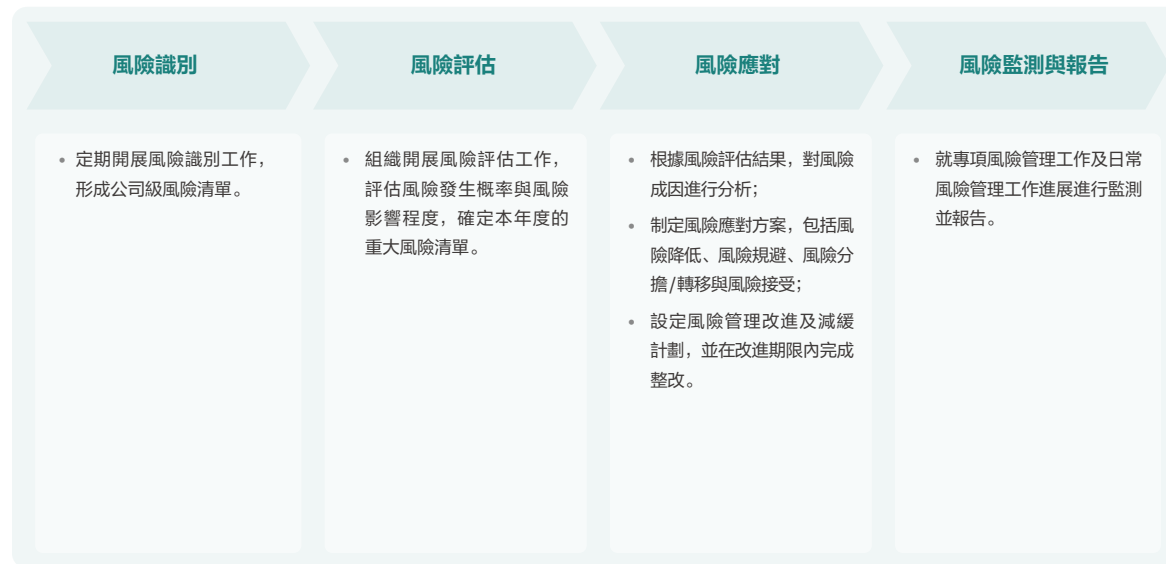 風險識別
定期開展風險識別工作，
形成公司級風險清單。
風險評估
組織開展風險評估工作，
評估風險發生概率與風險
影響程度，確定本年度的
重大風險清單。
風險應對
根據風險評估結果，對風險
成因進行分析；
制定風險應對方案，包括風
險降低、風險規避、風險分
擔/轉移與風險接受；
設定風險管理改進及減緩
計劃，並在改進期限內完成
整改。
風險監測與報告
就專項風險管理工作及日常
風險管理工作進展進行監測
並報告。